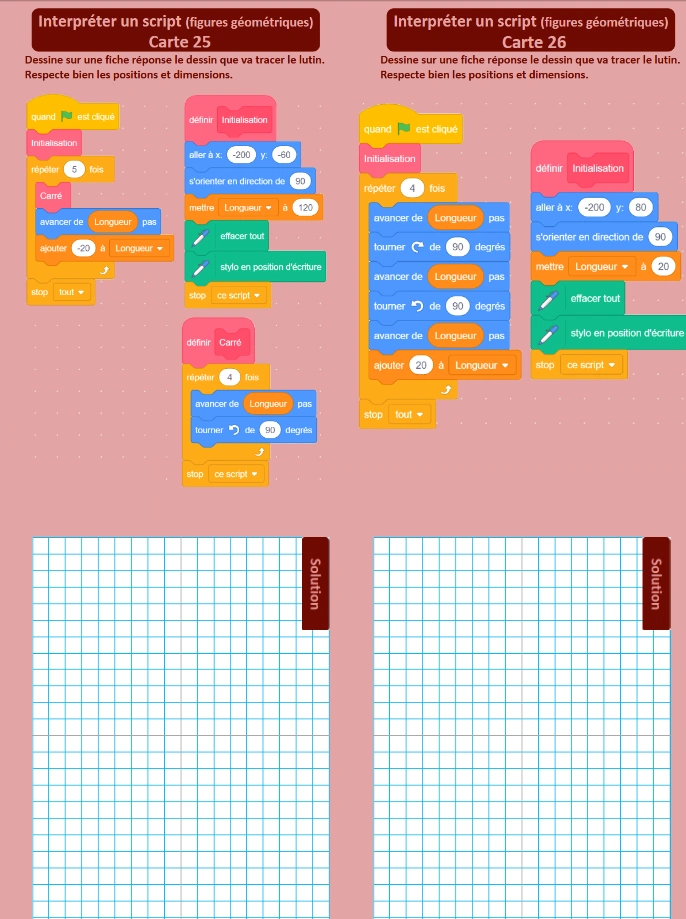 Interpréter un script (figures géométriques)
Carte 25
Dessine sur une fiche réponse le dessin que va tracer le lutin.
Respecte bien les positions et dimensions.
quand est cliqué
Initialisation
répéter 5 fois
Carré
avancer de Longueur pas
ajouter -20 à Longueur
stop tout
définir Initialisation
aller à x: -200 y: -60
s'orienter en direction de 90
mettre Longueur à 120
effacer tout
stylo en position d'écriture
stop ce script
définir Carré
répéter 4 fois
avancer de Longueur pas
tourner de 90 degrés
stop ce script
Solution
Interpréter un script (figures géométriques)
Carte 26
Dessine sur une fiche réponse le dessin que va tracer le lutin.
Respecte bien les positions et dimensions.
quand est cliqué
Initialisation
répéter 4 fois
avancer de Longueur pas
tourner de 90 degrés
avancer de Longueur pas
tourner de 90 degrés
avancer de Longueur pas
ajouter 20 à Longueur
stop tout
définir Initialisation
aller à x: -200 y: 80
s'orienter en direction de 90
mettre Longueur à 20
effacer tout
stylo en position d'écriture
stop ce script
Solution